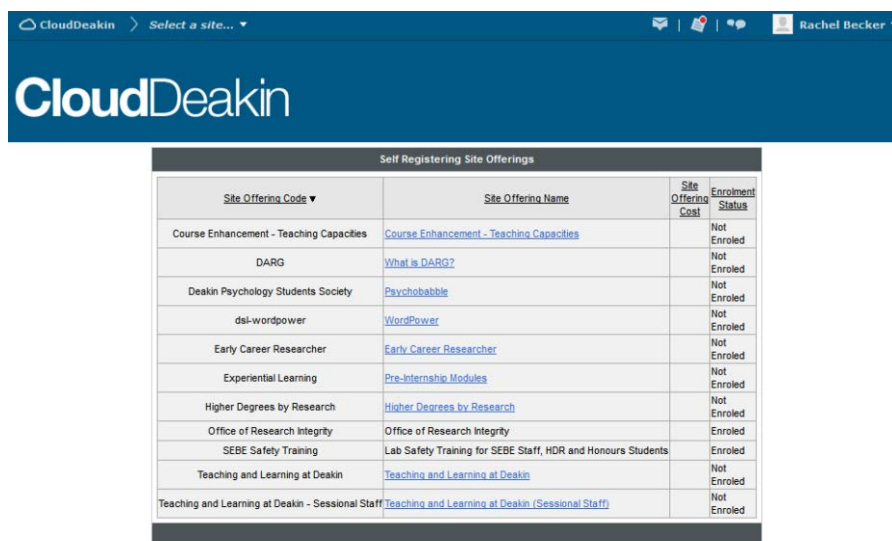 CloudDeakin Select a site...
Rachel Becker
CloudDeakin
Self Registering Site Offerings
Site Offering Code ▼ Site Offering Name Site Offering Cost Enrolment Status
Course Enhancement - Teaching Capacities Course Enhancement - Teaching Capacities Not Enroled
DARG What is DARG? Not Enroled
Deakin Psychology Students Society Psychobabble Not Enroled
dsl-wordpower WordPower Not Enroled
Early Career Researcher Early Career Researcher Not Enroled
Experiential Learning Pre-Internship Modules Not Enroled
Higher Degrees by Research Higher Degrees by Research Not Enroled
Office of Research Integrity Office of Research Integrity Enroled
SEBE Safety Training Lab Safety Training for SEBE Staff, HDR and Honours Students Enroled
Teaching and Learning at Deakin Teaching and Learning at Deakin Not Enroled
Teaching and Learning at Deakin - Sessional Staff Teaching and Learning at Deakin (Sessional Staff) Not Enroled